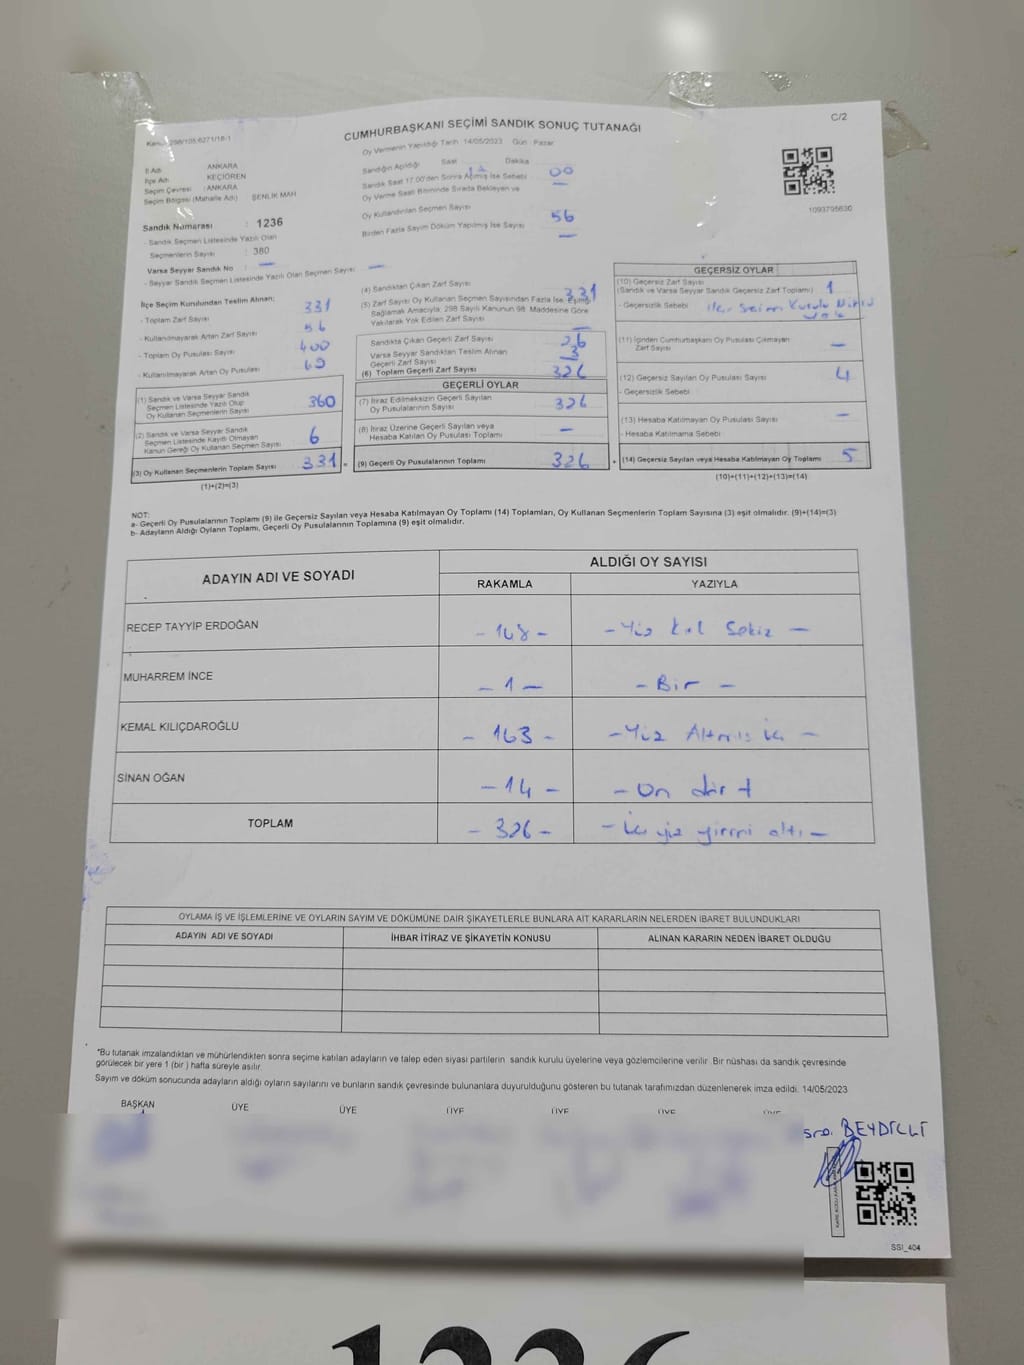 C/2
CUMHURBAŞKANI SEÇİMİ SANDIK SONUÇ TUTANAĞI
Oy Vermenin Yapıldığı Tarih :14/05/2023 Gün : Pazar
1093795630
İl Adı : ANKARA
İlçe Adı : KEÇİÖREN
Seçim Çevresi : ANKARA
Seçim Bölgesi (Mahalle Adı) ŞENLİK MAH
Sandık Numarası : 1236
- Sandık Seçmen Listesinde Yazılı Olan
Seçmenlerin Sayısı : 380
Varsa Seyyar Sandık No : —
- Seyyar Sandık Seçmen Listesinde Yazılı Olan Seçmen Sayısı : —
Sandığın Açıldığı Saat Dakika 00
Sandık Saat 17.00'den Sonra Açılmış İse Sebebi —
Oy Verme Saati Bitiminde Sırada Bekleyen ve
Oy Kullandırılan Seçmen Sayısı 56
Birden Fazla Sayım Döküm Yapılmış İse Sayısı —
İlçe Seçim Kurulundan Teslim Alınan;
- Toplam Zarf Sayısı 331
- Kullanılmayarak Artan Zarf Sayısı 56
- Toplam Oy Pusulası Sayısı 400
- Kullanılmayarak Artan Oy Pusulası 69
(1) Sandık ve Varsa Seyyar Sandık
Seçmen Listesinde Yazılı Olup
Oy Kullanan Seçmenlerin Sayısı 360
(2) Sandık ve Varsa Seyyar Sandık
Seçmen Listesinde Kayıtlı Olmayan
Kanun Gereği Oy Kullanan Seçmen Sayısı 6
(3) Oy Kullanan Seçmenlerin Toplam Sayısı 331 =
(1)+(2)=(3)
(4) Sandıktan Çıkan Zarf Sayısı 331
(5) Zarf Sayısı Oy Kullanan Seçmen Sayısından Fazla İse, Eşitliği
Sağlamak Amacıyla; 298 Sayılı Kanunun 98. Maddesine Göre
Yakılarak Yok Edilen Zarf Sayısı —
Sandıkta Çıkan Geçerli Zarf Sayısı
Varsa Seyyar Sandıktan Teslim Alınan
Geçerli Zarf Sayısı
(6) Toplam Geçerli Zarf Sayısı 326
GEÇERLİ OYLAR
(7) İtiraz Edilmeksizin Geçerli Sayılan
Oy Pusulalarının Sayısı 326
(8) İtiraz Üzerine Geçerli Sayılan veya
Hesaba Katılan Oy Pusulası Toplamı —
(9) Geçerli Oy Pusulalarının Toplamı 326 +
GEÇERSİZ OYLAR
(10) Geçersiz Zarf Sayısı
(Sandık ve Varsa Seyyar Sandık Geçersiz Zarf Toplamı) 1
- Geçersizlik Sebebi : ilçe Seçim Kurulu Mührü
yok
(11) İçinden Cumhurbaşkanı Oy Pusulası Çıkmayan
Zarf Sayısı —
(12) Geçersiz Sayılan Oy Pusulası Sayısı 4
- Geçersizlik Sebebi :
(13) Hesaba Katılmayan Oy Pusulası Sayısı —
- Hesaba Katılmama Sebebi :
(14) Geçersiz Sayılan veya Hesaba Katılmayan Oy Toplamı 5
(10)+(11)+(12)+(13)=(14)
NOT:
a- Geçerli Oy Pusulalarının Toplamı (9) ile Geçersiz Sayılan veya Hesaba Katılmayan Oy Toplamı (14) Toplamları, Oy Kullanan Seçmenlerin Toplam Sayısına (3) eşit olmalıdır. (9)+(14)=(3)
b- Adayların Aldığı Oyların Toplamı, Geçerli Oy Pusulalarının Toplamına (9) eşit olmalıdır.
ADAYIN ADI VE SOYADI ALDIĞI OY SAYISI
RAKAMLA YAZIYLA
RECEP TAYYİP ERDOĞAN - 148 - - Yüz Kırk Sekiz -
MUHARREM İNCE - 1 - - Bir -
KEMAL KILIÇDAROĞLU - 163 - - Yüz Altmış
SİNAN OĞAN - 14 - - On dört
TOPLAM - 326 - yüz yirmi altı -
OYLAMA İŞ VE İŞLEMLERİNE VE OYLARIN SAYIM VE DÖKÜMÜNE DAİR ŞİKAYETLERLE BUNLARA AİT KARARLARIN NELERDEN İBARET BULUNDUKLARI
ADAYIN ADI VE SOYADI İHBAR İTİRAZ VE ŞİKAYETİN KONUSU ALINAN KARARIN NEDEN İBARET OLDUĞU
*Bu tutanak imzalandıktan ve mühürlendikten sonra seçime katılan adayların ve talep eden siyasi partilerin sandık kurulu üyelerine veya gözlemcilerine verilir. Bir nüshası da sandık çevresinde
görülecek bir yere 1 (bir ) hafta süreyle asılır.
Sayım ve döküm sonucunda adayların aldığı oyların sayılarını ve bunların sandık çevresinde bulunanlara duyurulduğunu gösteren bu tutanak tarafımızdan düzenlenerek imza edildi. 14/05/2023
BAŞKAN ÜYE ÜYE ÜYE ÜYE ÜYE ÜYE
BEYDİLLİ
SSI_404
1236